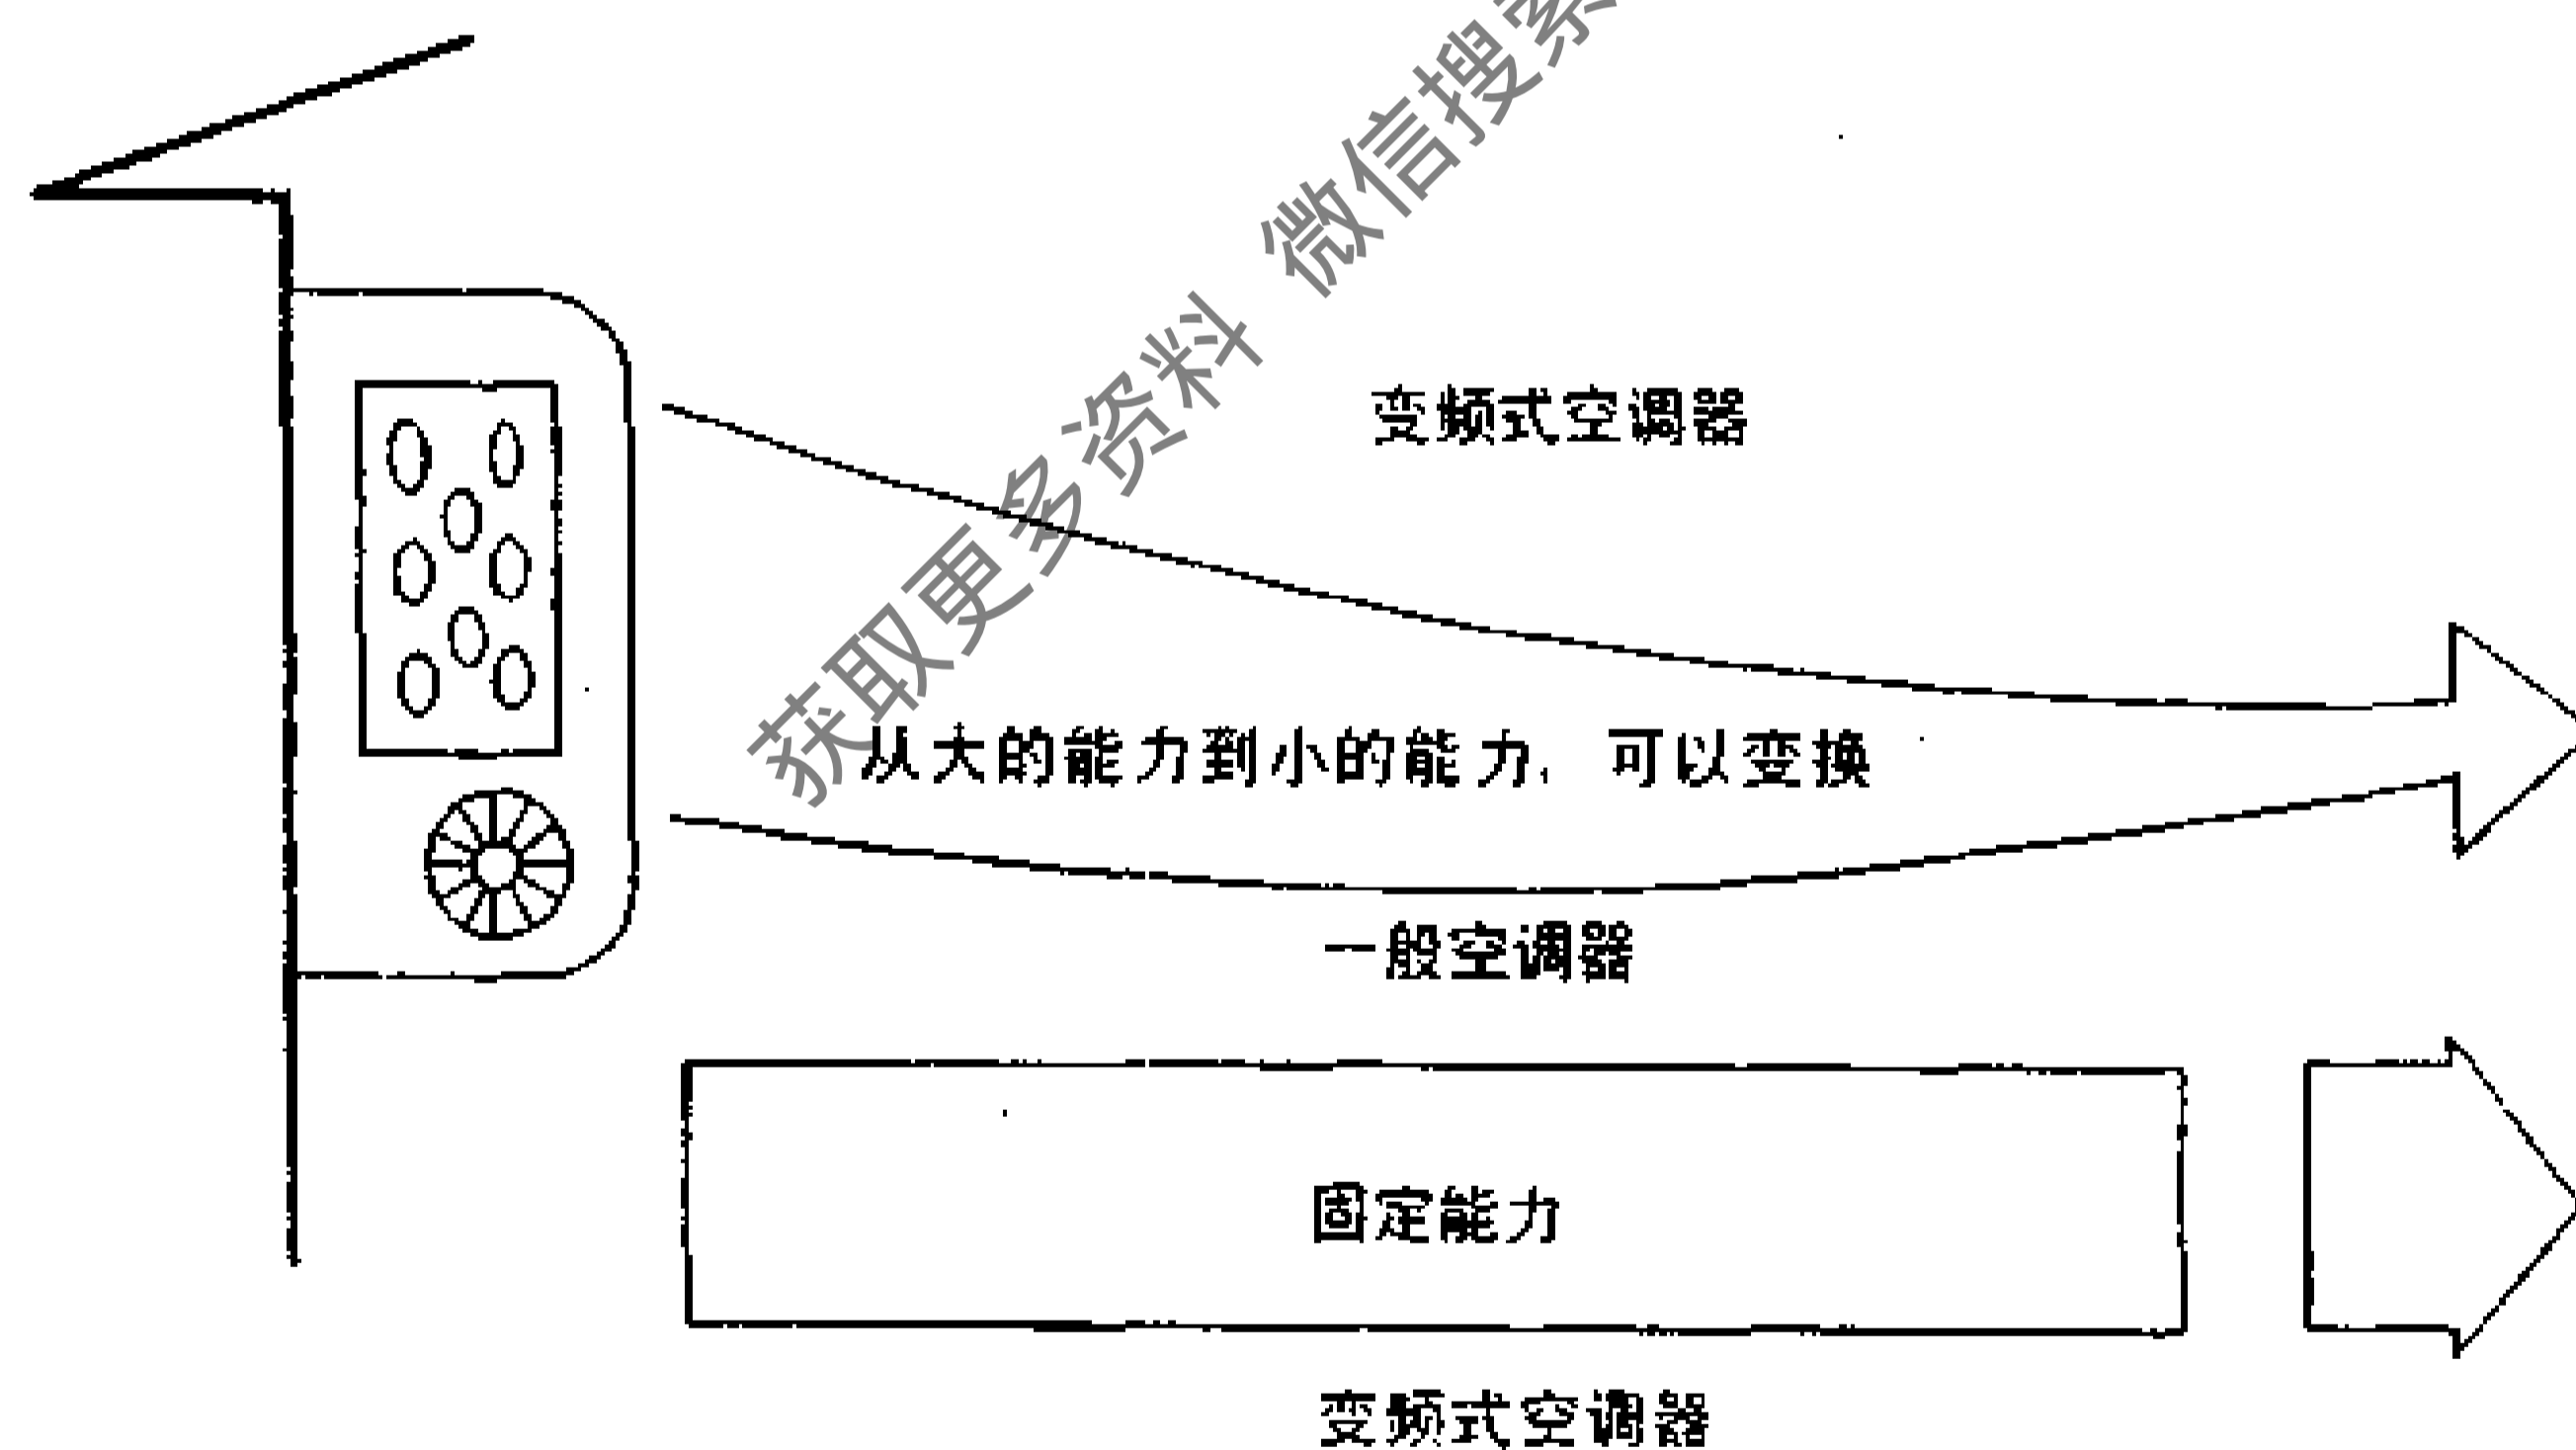 获取更多资料 微信搜索
变频式空调器
从大的能力到小的能力, 可以变换
一般空调器
固定能力
变频式空调器